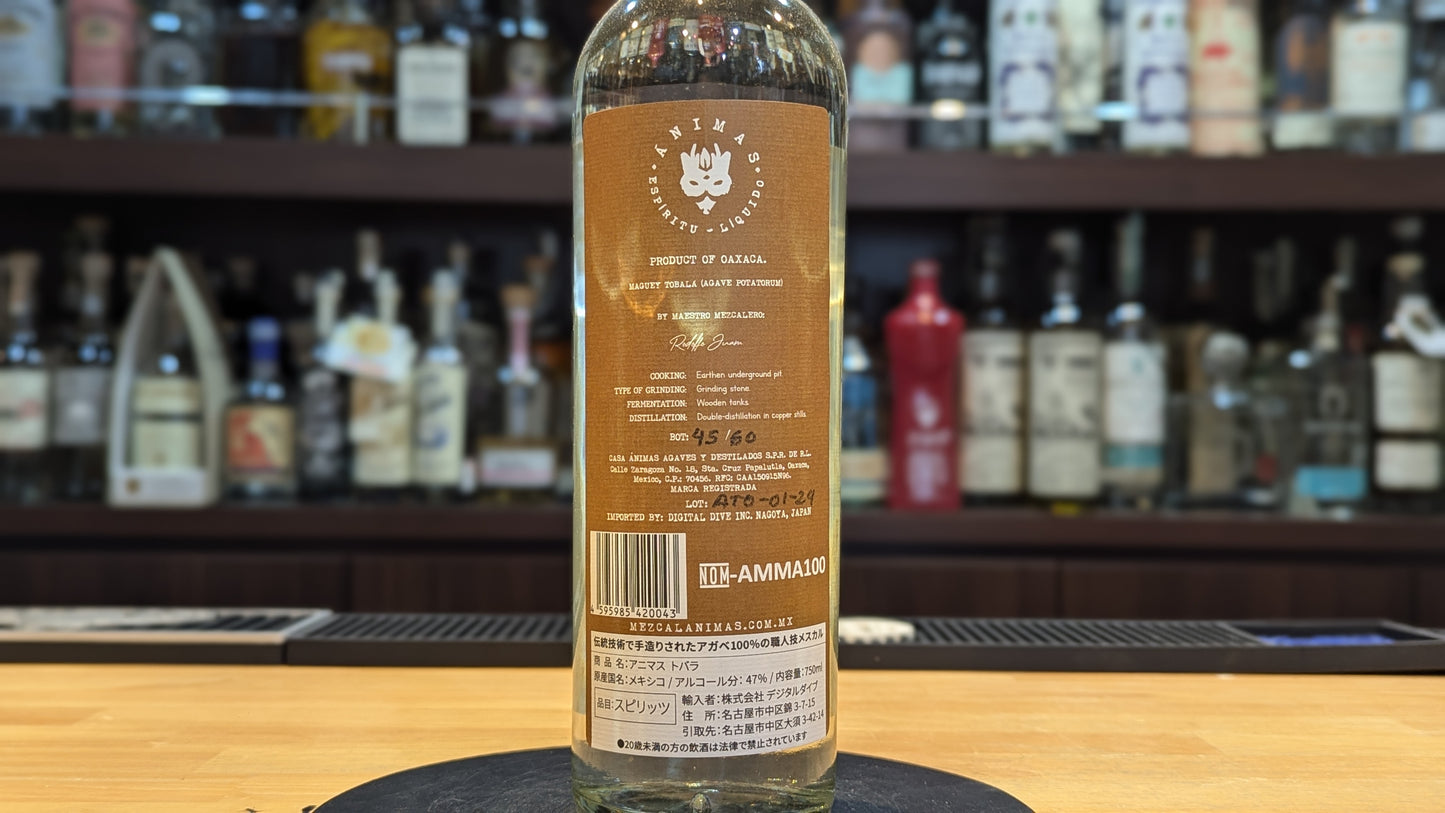 ÁNIMAS
ESPÍRITU - LÍQUIDO
PRODUCT OF OAXACA.
MAGUEY TOBALÁ (AGAVE POTATORUM)
BY MAESTRO MEZCALERO:
COOKING: Earthen underground pit.
TYPE OF GRINDING: Grinding stone.
FERMENTATION: Wooden tanks.
DISTILLATION: Double-distillation in copper stills.
BOT: 45/60
CASA ÁNIMAS AGAVES Y DESTILADOS S.P.R. DE R.L.
Calle Zaragoza No. 18, Sta. Cruz Papalutla, Oaxaca,
Mexico, C.P.: 70456. RFC: CAA150915N96.
MARCA REGISTRADA
LOT: ATO-01-29
IMPORTED BY: DIGITAL DIVE INC. NAGOYA, JAPAN
NOM-AMMA100
4 595985 420043
MEZCALANIMAS.COM.MX
伝統技術で手造りされたアガベ100%の職人技メスカル
商品名:アニマス トバラ
原産国名:メキシコ / アルコール分:47% / 内容量:750ml
品目:スピリッツ
輸入者:株式会社 デジタルダイブ
住 所:名古屋市中区錦 3-7-15
引取先:名古屋市中区大須 3-42-14
●20歳未満の方の飲酒は法律で禁止されています